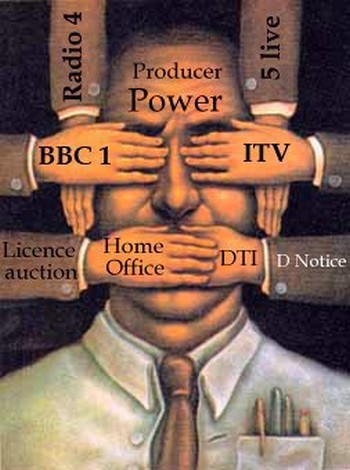 Radio 4
5 live
Producer
Power
BBC 1
ITV
Licence
auction
Home
Office
DTI
D Notice